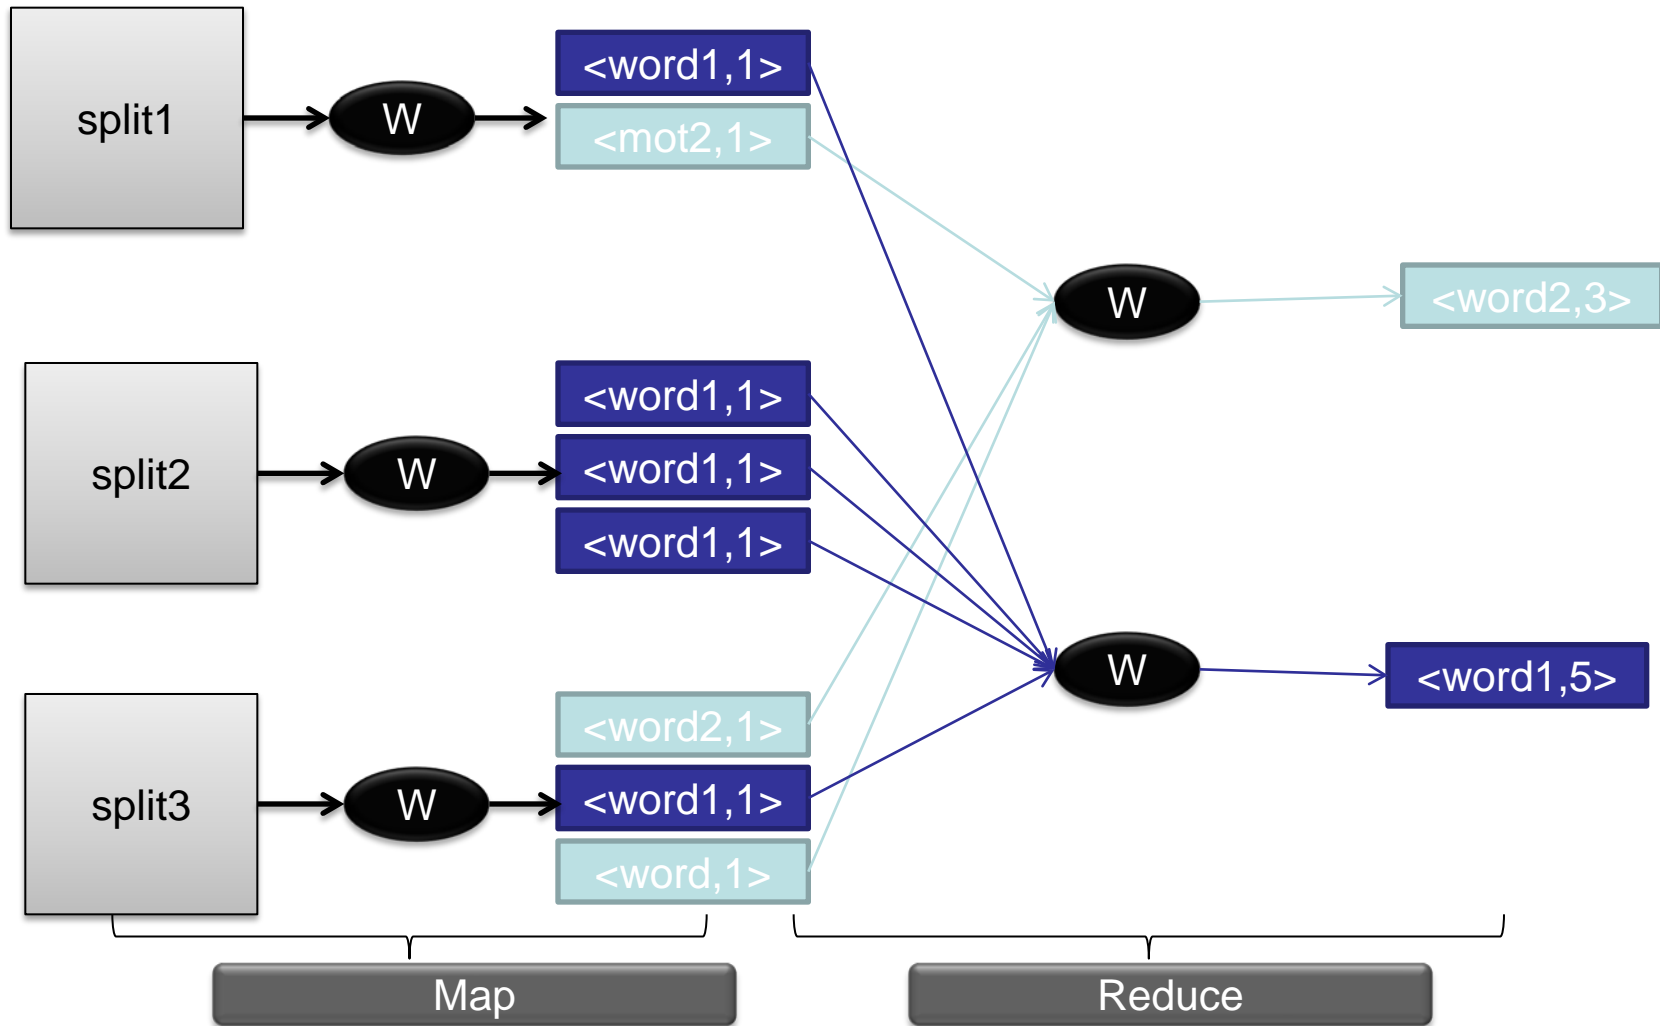 split1
W
<word1,1>
<mot2,1>
W
<word2,3>
split2
W
<word1,1>
<word1,1>
<word1,1>
W
<word1,5>
split3
W
<word2,1>
<word1,1>
<word,1>
Map
Reduce